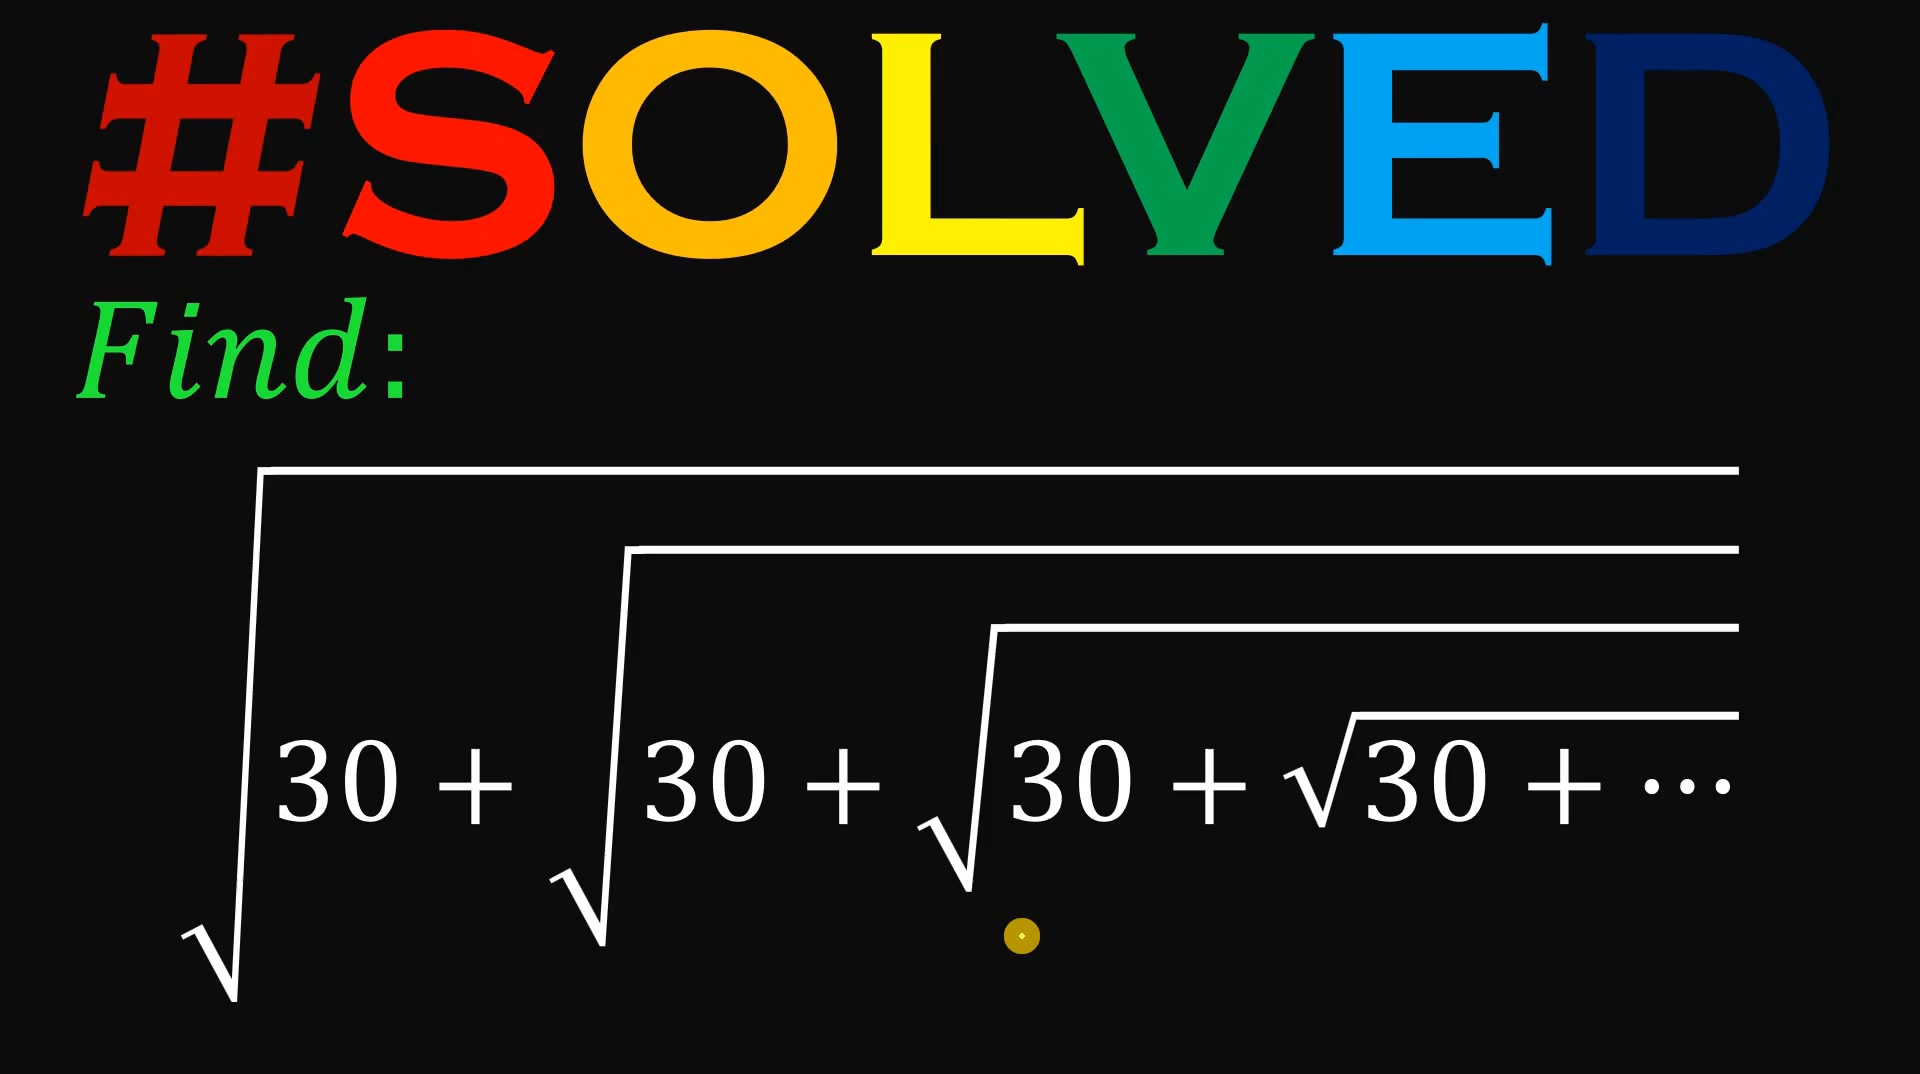 #SOLVED
Find:
√(30 + √(30 + √(30 + √(30 + ⋯